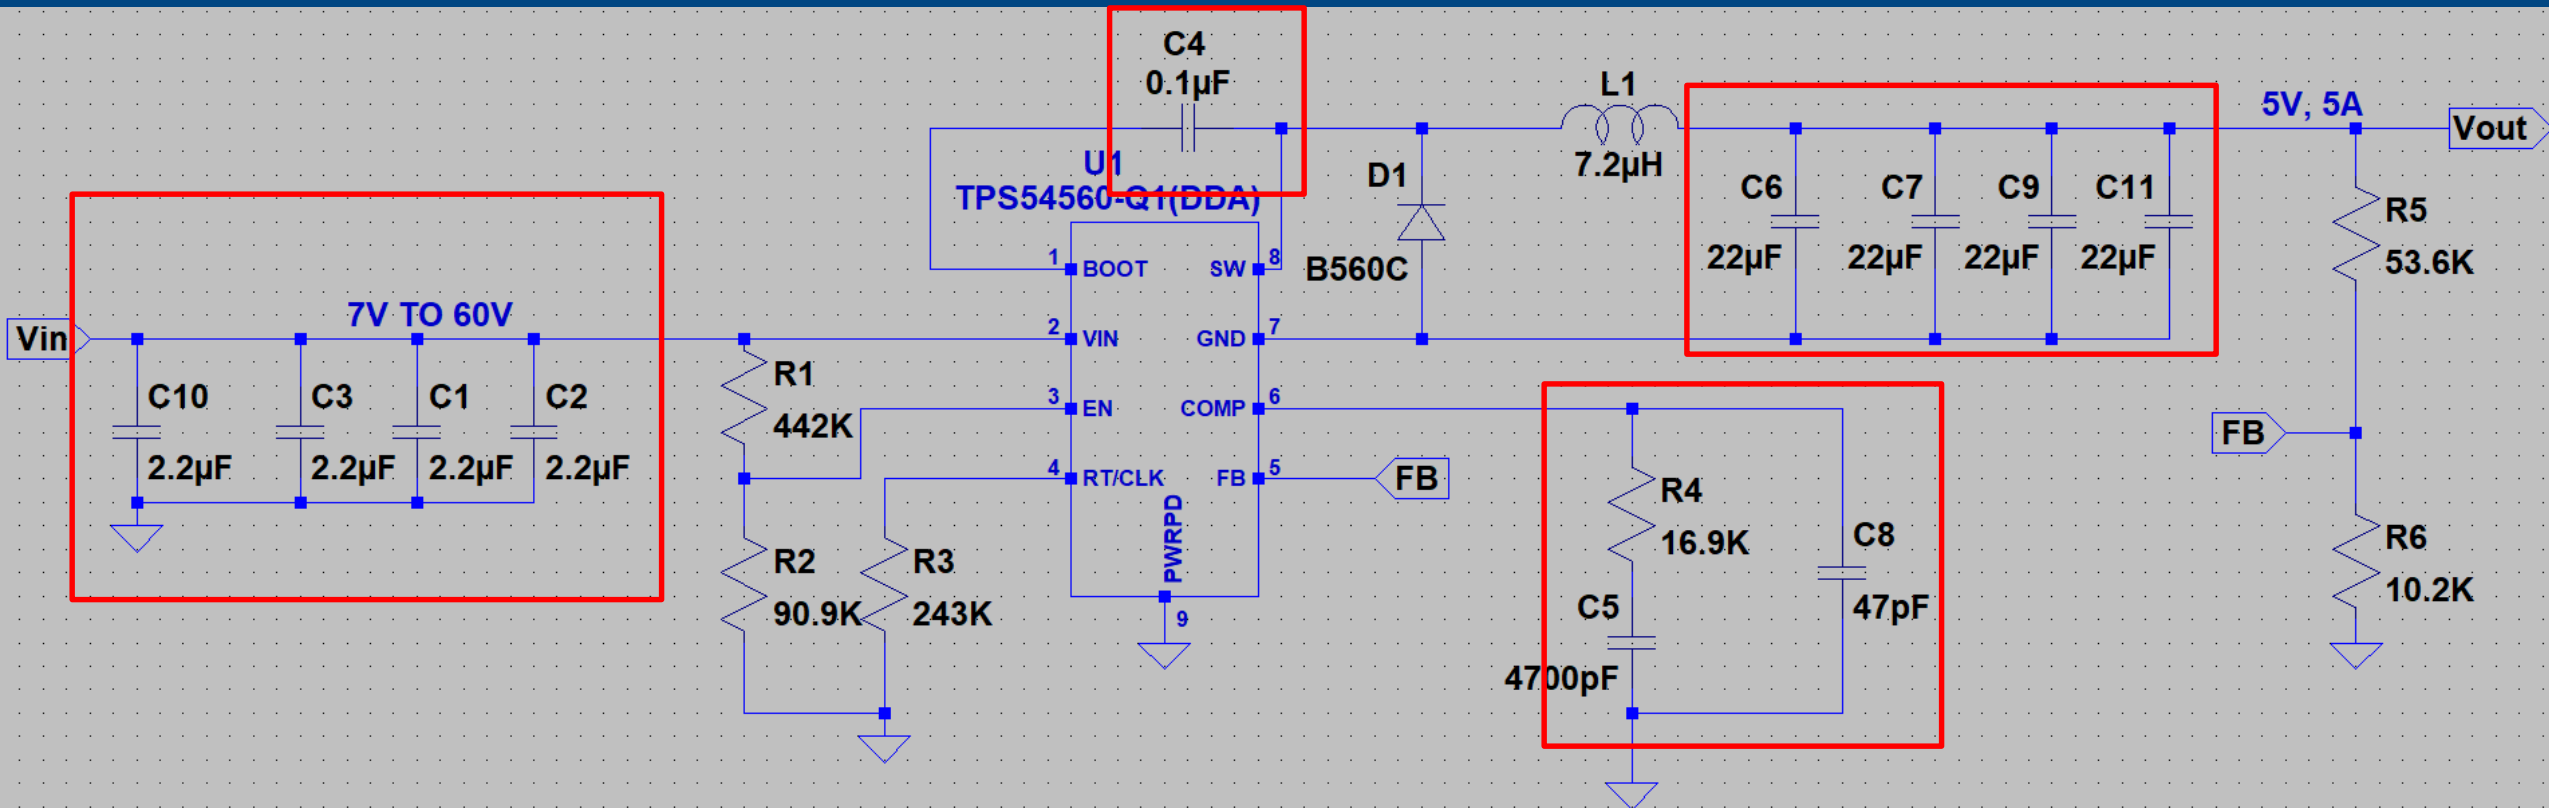 C4
0.1µF
L1
7.2µH
5V, 5A
Vout
U1
TPS54560-Q1(DDA)
D1
B560C
C6
22µF
C7
22µF
C9
22µF
C11
22µF
R5
53.6K
1
BOOT
SW
8
Vin
7V TO 60V
2
VIN
GND
7
C10
2.2µF
C3
2.2µF
C1
2.2µF
C2
2.2µF
R1
442K
3
EN
COMP
6
4
RT/CLK
FB
5
FB
FB
PWRPD
9
R2
90.9K
R3
243K
R4
16.9K
C5
4700pF
C8
47pF
R6
10.2K